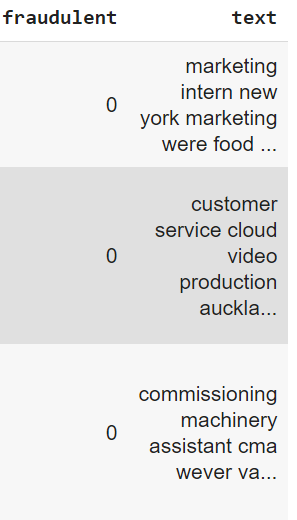 fraudulent text
marketing
intern new
0
york marketing
were food ...
customer
service cloud
0 video
production
auckla...
commissioning
machinery
0
assistant cma
wever va...